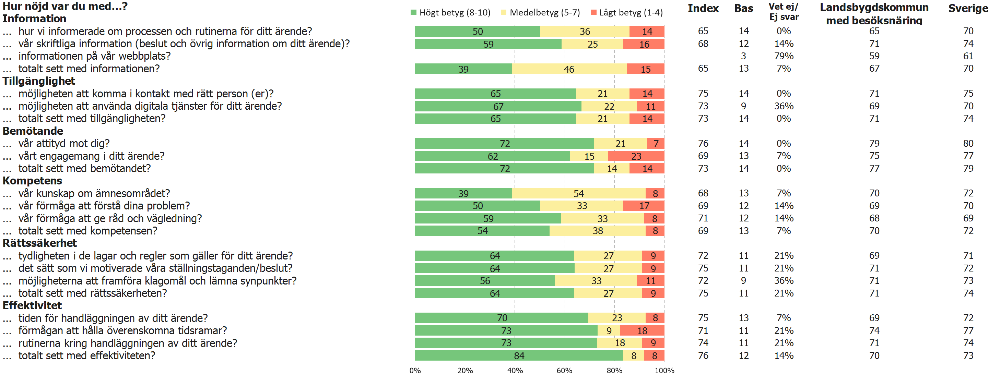 Hur nöjd var du med...?
■ Högt betyg (8-10) ■ Medelbetyg (5-7) ■ Lågt betyg (1-4) Index Bas Vet ej/ Ej svar Landsbygdskommun med besöksnäring Sverige
Information
... hur vi informerade om processen och rutinerna för ditt ärende? 50 36 14 65 14 0% 65 70
... vår skriftliga information (beslut och övrig information om ditt ärende)? 59 25 16 68 12 14% 71 74
... informationen på vår webbplats? 3 79% 59 61
... totalt sett med informationen? 39 46 15 65 13 7% 67 70
Tillgänglighet
... möjligheten att komma i kontakt med rätt person (er)? 65 21 14 75 14 0% 71 75
... möjligheten att använda digitala tjänster för ditt ärende? 67 22 11 73 9 36% 69 70
... totalt sett med tillgängligheten? 65 21 14 73 14 0% 71 74
Bemötande
... vår attityd mot dig? 72 21 7 76 14 0% 79 80
... vårt engagemang i ditt ärende? 62 15 23 69 13 7% 75 77
... totalt sett med bemötandet? 72 14 14 73 14 0% 77 79
Kompetens
... vår kunskap om ämnesområdet? 39 54 8 68 13 7% 70 72
... vår förmåga att förstå dina problem? 50 33 17 69 12 14% 69 70
... vår förmåga att ge råd och vägledning? 59 33 8 71 12 14% 68 69
... totalt sett med kompetensen? 54 38 8 69 13 7% 70 72
Rättssäkerhet
... tydligheten i de lagar och regler som gäller för ditt ärende? 64 27 9 72 11 21% 69 71
... det sätt som vi motiverade våra ställningstaganden/beslut? 64 27 9 75 11 21% 71 72
... möjligheterna att framföra klagomål och lämna synpunkter? 56 33 11 72 9 36% 71 73
... totalt sett med rättssäkerheten? 64 27 9 75 11 21% 71 74
Effektivitet
... tiden för handläggningen av ditt ärende? 70 23 8 75 13 7% 69 72
... förmågan att hålla överenskomna tidsramar? 73 9 18 71 11 21% 74 77
... rutinerna kring handläggningen av ditt ärende? 73 18 9 74 11 21% 71 74
... totalt sett med effektiviteten? 84 8 8 76 12 14% 70 73
0% 20% 40% 60% 80% 100%